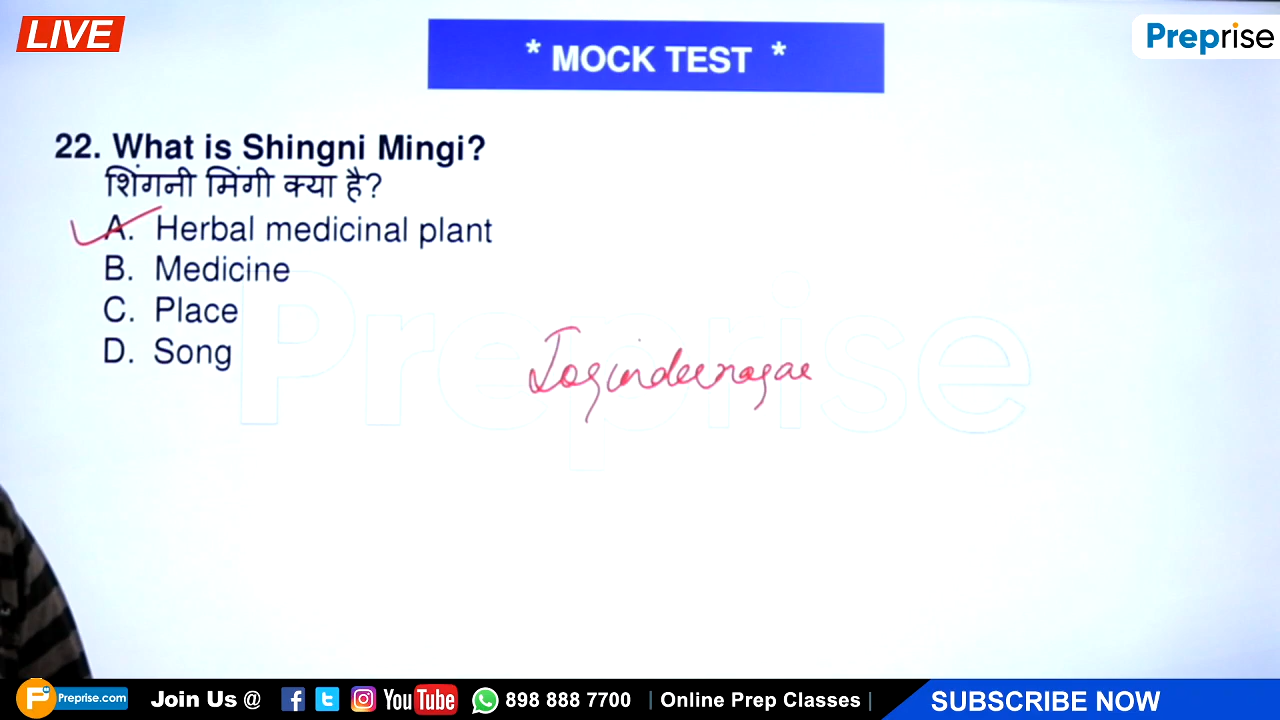 LIVE
* MOCK TEST *
Preprise
22. What is Shingni Mingi?
शिंगनी मिंगी क्या है?
A. Herbal medicinal plant
B. Medicine
C. Place
D. Song
Preprise
Jogindernagar
Preprise.com
Join Us @
YouTube
898 888 7700
| Online Prep Classes |
SUBSCRIBE NOW